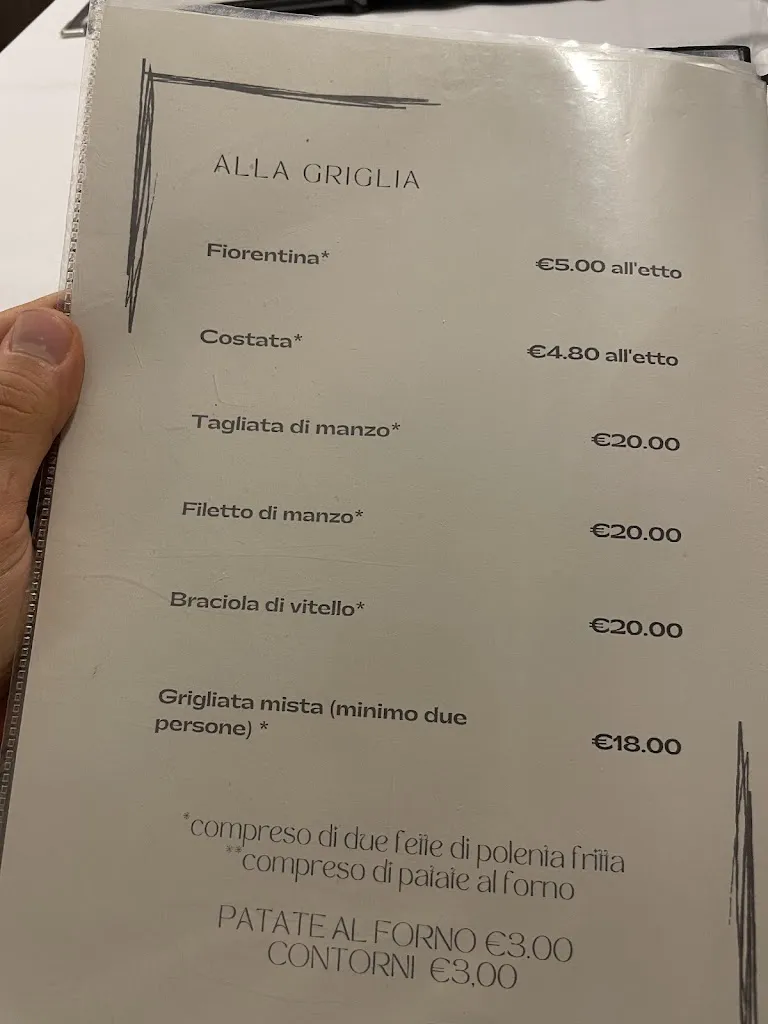 ALLA GRIGLIA
Fiorentina* €5.00 all'etto
Costata* €4.80 all'etto
Tagliata di manzo* €20.00
Filetto di manzo* €20.00
Braciola di vitello* €20.00
Grigliata mista (minimo due
persone) * €18.00
*compreso di due fette di polenta fritta
**compreso di patate al forno
PATATE AL FORNO €3.00
CONTORNI €3,00